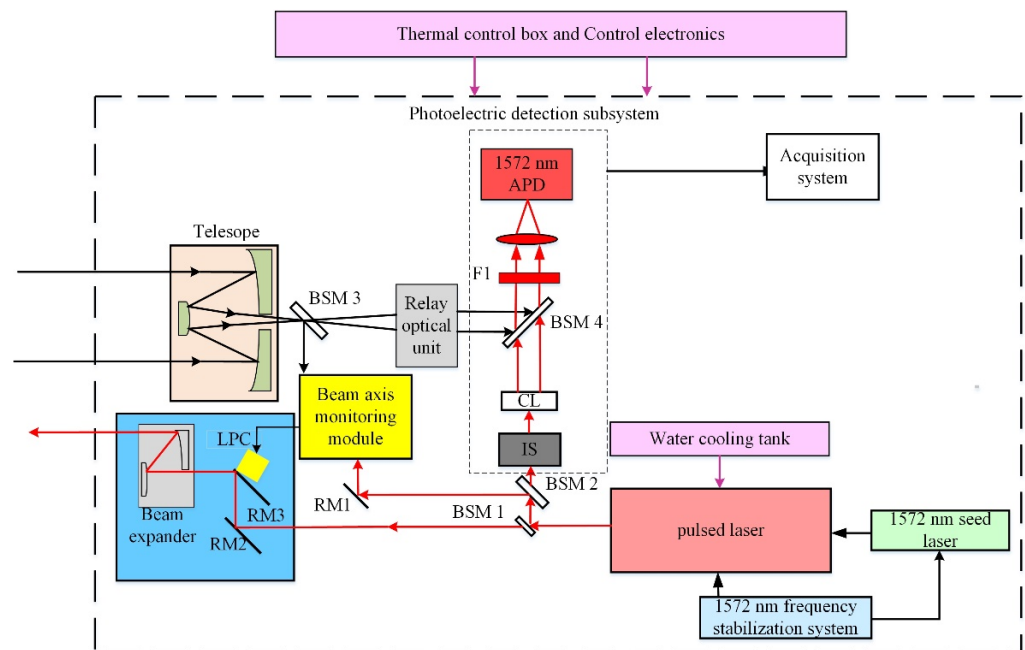 Thermal control box and Control electronics
Photoelectric detection subsystem
1572 nm
APD
Acquisition
system
Telesope
F1
BSM 3
Relay
optical
unit
BSM 4
CL
Beam axis
monitoring
module
LPC
IS
Water cooling tank
BSM 2
RM1
RM3
BSM 1
Beam
expander
RM2
pulsed laser
1572 nm seed
laser
1572 nm frequency
stabilization system